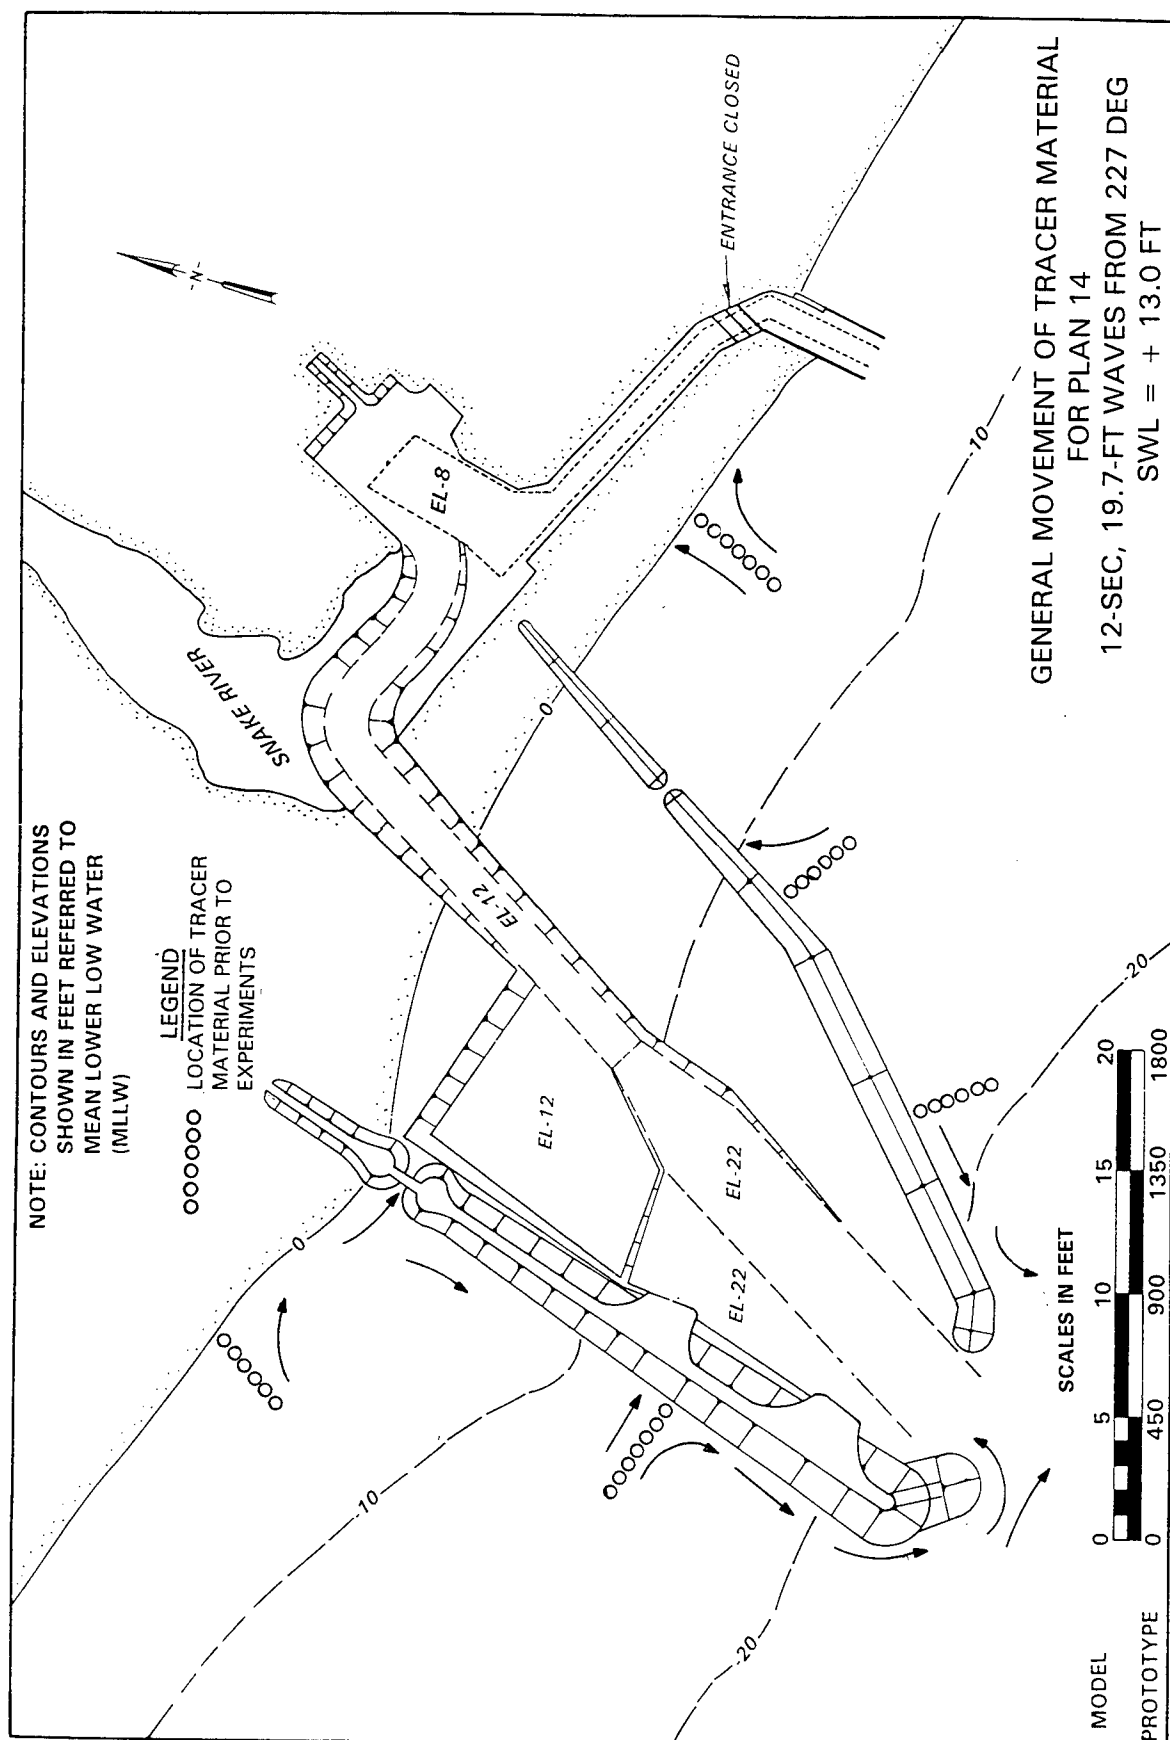 NOTE: CONTOURS AND ELEVATIONS
SHOWN IN FEET REFERRED TO
MEAN LOWER LOW WATER
(MLLW)
LEGEND
LOCATION OF TRACER
MATERIAL PRIOR TO
EXPERIMENTS
SNAKE RIVER
-N-
ENTRANCE CLOSED
EL-8
EL-12
EL-12
EL-22
EL-22
0
0
-10
-10
-20
-20
SCALES IN FEET
MODEL 0 5 10 15 20
PROTOTYPE 0 450 900 1350 1800
GENERAL MOVEMENT OF TRACER MATERIAL
FOR PLAN 14
12-SEC, 19.7-FT WAVES FROM 227 DEG
SWL = + 13.0 FT